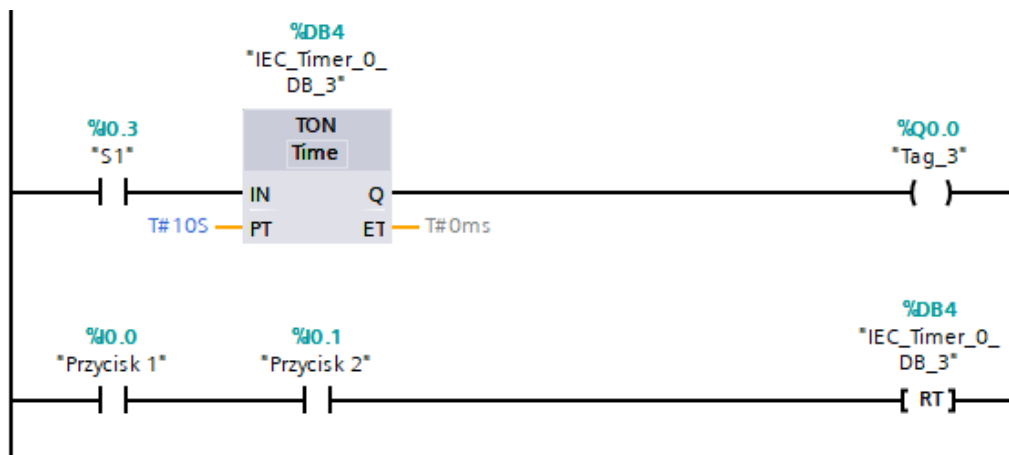 %DB4
"IEC_Timer_0_
DB_3"
%I0.3
"S1"
TON
Time
%Q0.0
"Tag_3"
IN
Q
T#10S
PT
ET
T#0ms
%I0.0
"Przycisk 1"
%I0.1
"Przycisk 2"
%DB4
"IEC_Timer_0_
DB_3"
RT